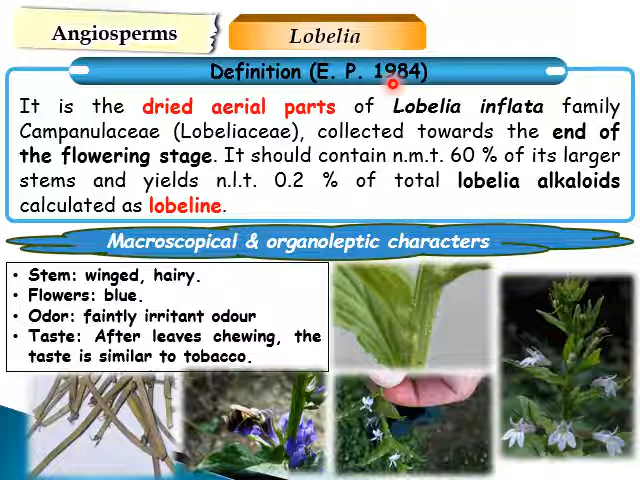 Angiosperms
Lobelia
Definition (E. P. 1984)
It is the dried aerial parts of Lobelia inflata family
Campanulaceae (Lobeliaceae), collected towards the end of
the flowering stage. It should contain n.m.t. 60 % of its larger
stems and yields n.l.t. 0.2 % of total lobelia alkaloids
calculated as lobeline.
Macroscopical & organoleptic characters
• Stem: winged, hairy.
• Flowers: blue.
• Odor: faintly irritant odour
• Taste: After leaves chewing, the
taste is similar to tobacco.